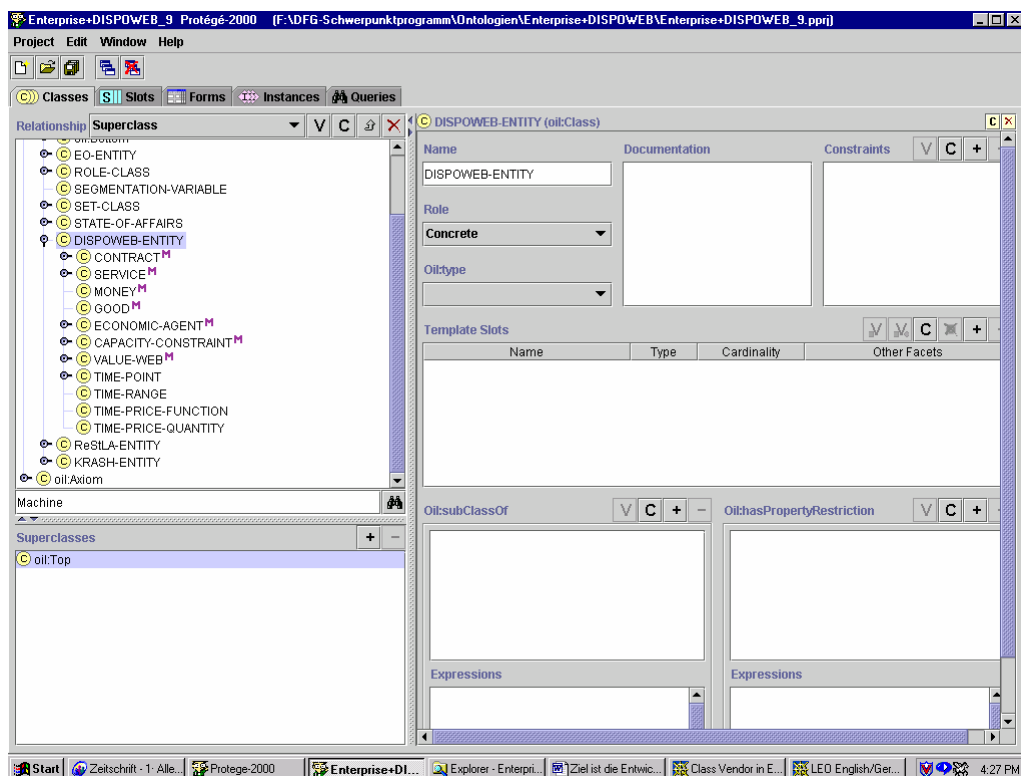 Enterprise+DISPOWEB_9 Protégé-2000 (F:\DFG-Schwerpunktprogramm\Ontologien\Enterprise+DISPOWEB\Enterprise+DISPOWEB_9.pprj)
Project Edit Window Help
C Classes S Slots Forms Instances Queries
Relationship Superclass V C
oil:Bottom
C EO-ENTITY
C ROLE-CLASS
C SEGMENTATION-VARIABLE
C SET-CLASS
C STATE-OF-AFFAIRS
C DISPOWEB-ENTITY
C CONTRACT M
C SERVICE M
C MONEY M
C GOOD M
C ECONOMIC-AGENT M
C CAPACITY-CONSTRAINT M
C VALUE-WEB M
C TIME-POINT
C TIME-RANGE
C TIME-PRICE-FUNCTION
C TIME-PRICE-QUANTITY
C ReStLA-ENTITY
C KRASH-ENTITY
C oil:Axiom
Machine
Superclasses + −
C oil:Top
C DISPOWEB-ENTITY (oil:Class) C ×
Name Documentation Constraints V C +
DISPOWEB-ENTITY
Role
Concrete
Oil:type
Template Slots V V C +
Name Type Cardinality Other Facets
Oil:subClassOf V C + − Oil:hasPropertyRestriction V C +
Expressions Expressions
Start Zeitschrift - 1· Alle... Protege-2000 Enterprise+DI... Explorer - Enterpri... Ziel ist die Entwic... Class Vendor in E... LEO English/Ger... 4:27 PM